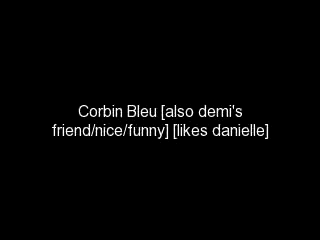 Corbin Bleu [also demi's
friend/nice/funny] [likes danielle]